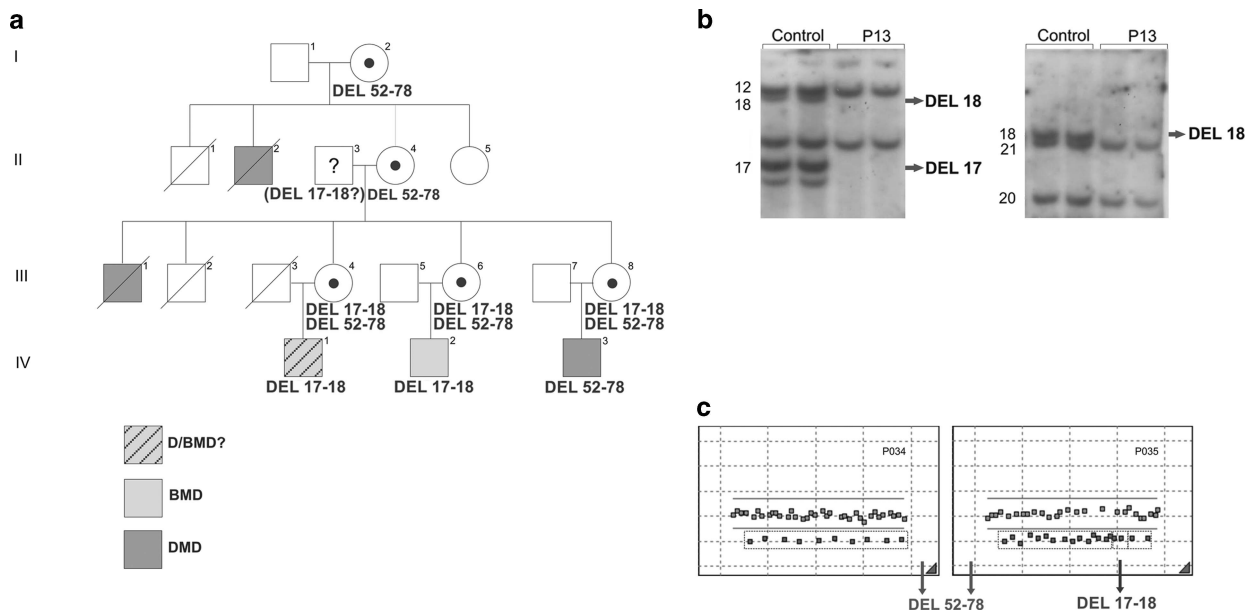 a
I
1
2
DEL 52-78
II
1
2
3
?
4
5
(DEL 17-18?)
DEL 52-78
III
1
2
3
4
5
6
7
8
DEL 17-18
DEL 52-78
DEL 17-18
DEL 52-78
DEL 17-18
DEL 52-78
IV
1
2
3
DEL 17-18
DEL 17-18
DEL 52-78
D/BMD?
BMD
DMD
b
Control
P13
12
18
17
DEL 18
DEL 17
Control
P13
18
21
20
DEL 18
c
P034
P035
DEL 52-78
DEL 17-18